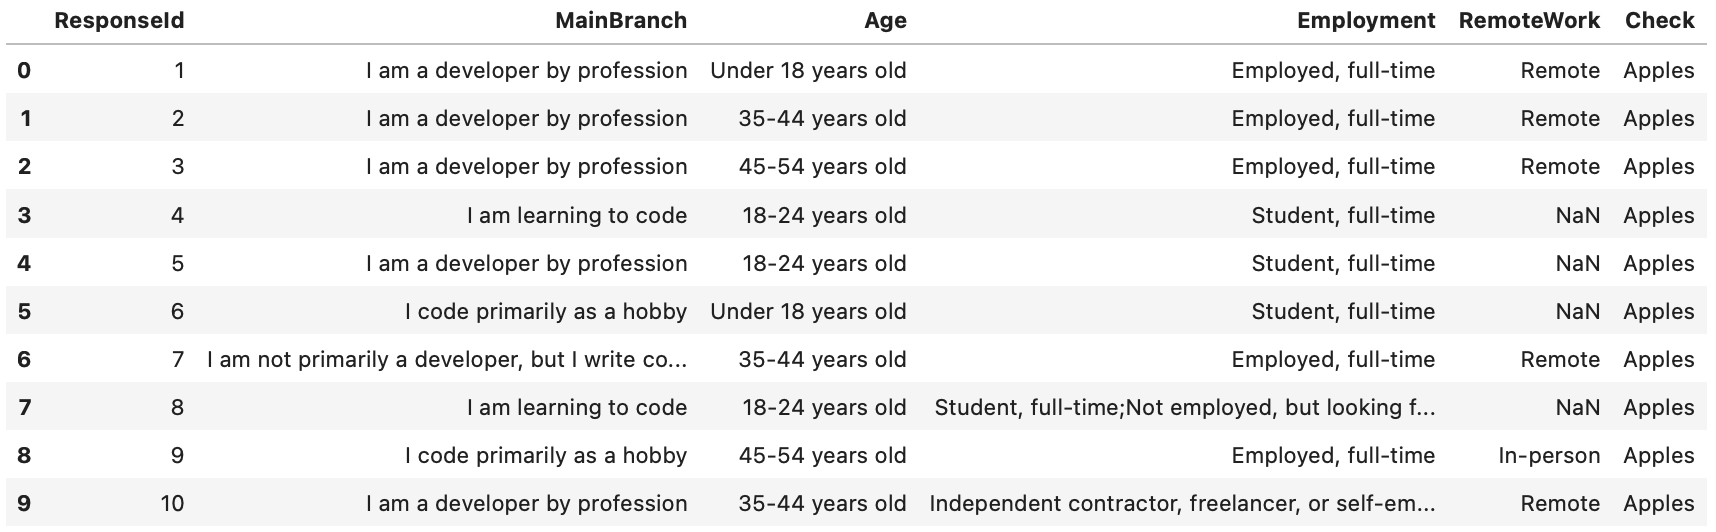 ResponseId MainBranch Age Employment RemoteWork Check
0 1 I am a developer by profession Under 18 years old Employed, full-time Remote Apples
1 2 I am a developer by profession 35-44 years old Employed, full-time Remote Apples
2 3 I am a developer by profession 45-54 years old Employed, full-time Remote Apples
3 4 I am learning to code 18-24 years old Student, full-time NaN Apples
4 5 I am a developer by profession 18-24 years old Student, full-time NaN Apples
5 6 I code primarily as a hobby Under 18 years old Student, full-time NaN Apples
6 7 I am not primarily a developer, but I write co... 35-44 years old Employed, full-time Remote Apples
7 8 I am learning to code 18-24 years old Student, full-time;Not employed, but looking f... NaN Apples
8 9 I code primarily as a hobby 45-54 years old Employed, full-time In-person Apples
9 10 I am a developer by profession 35-44 years old Independent contractor, freelancer, or self-em... Remote Apples